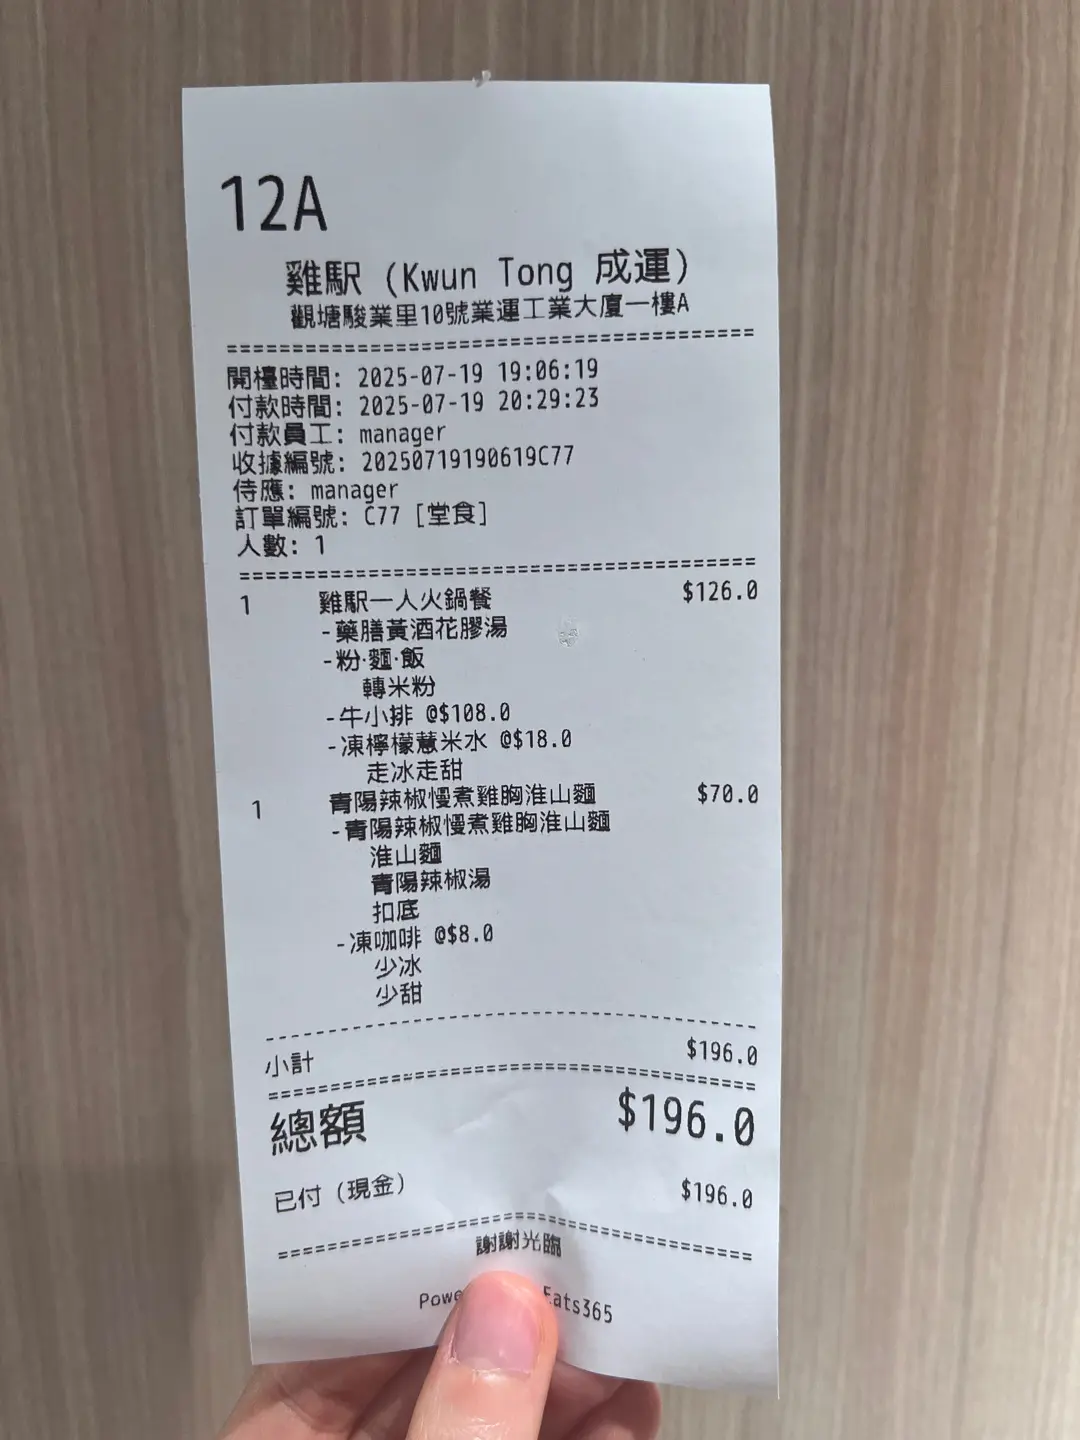 12A
雞駅 (Kwun Tong 成運)
觀塘駿業里10號業運工業大廈一樓A
開檯時間: 2025-07-19 19:06:19
付款時間: 2025-07-19 20:29:23
付款員工: manager
收據編號: 20250719190619C77
侍應: manager
訂單編號: C77 [堂食]
人數: 1
1 雞駅一人火鍋餐 $126.0
-藥膳黃酒花膠湯
-粉·麵·飯
轉米粉
-牛小排 @$108.0
-凍檸檬薏米水 @$18.0
走冰走甜
1 青陽辣椒慢煮雞胸淮山麵 $70.0
-青陽辣椒慢煮雞胸淮山麵
淮山麵
青陽辣椒湯
扣底
-凍咖啡 @$8.0
少冰
少甜
小計 $196.0
總額 $196.0
已付 (現金) $196.0
謝謝光臨
Eats365